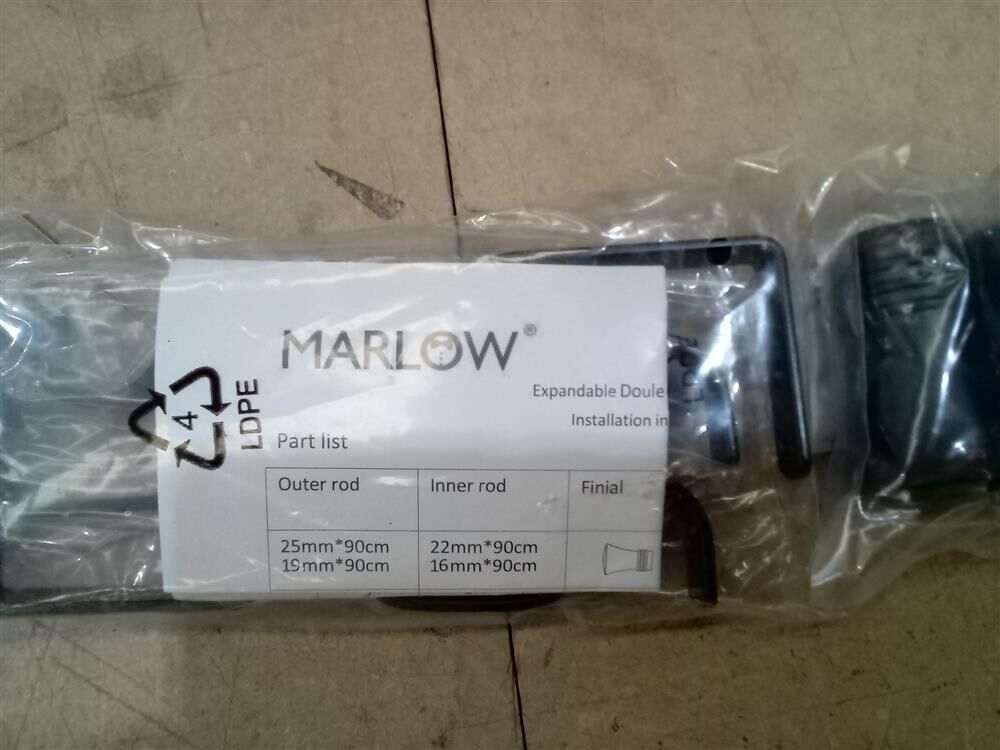 MARLOW®
Expandable Doule
Installation in
4
LDPE
Part list
Outer rod Inner rod Finial
25mm*90cm 22mm*90cm
19mm*90cm 16mm*90cm